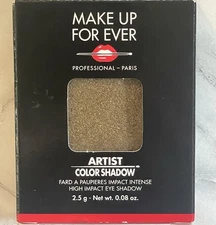 MAKE UP
FOR EVER
PROFESSIONAL – PARIS
ARTIST
COLOR SHADOW
FARD A PAUPIERES IMPACT INTENSE
HIGH IMPACT EYE SHADOW
2.5 g - Net wt. 0.08 oz.